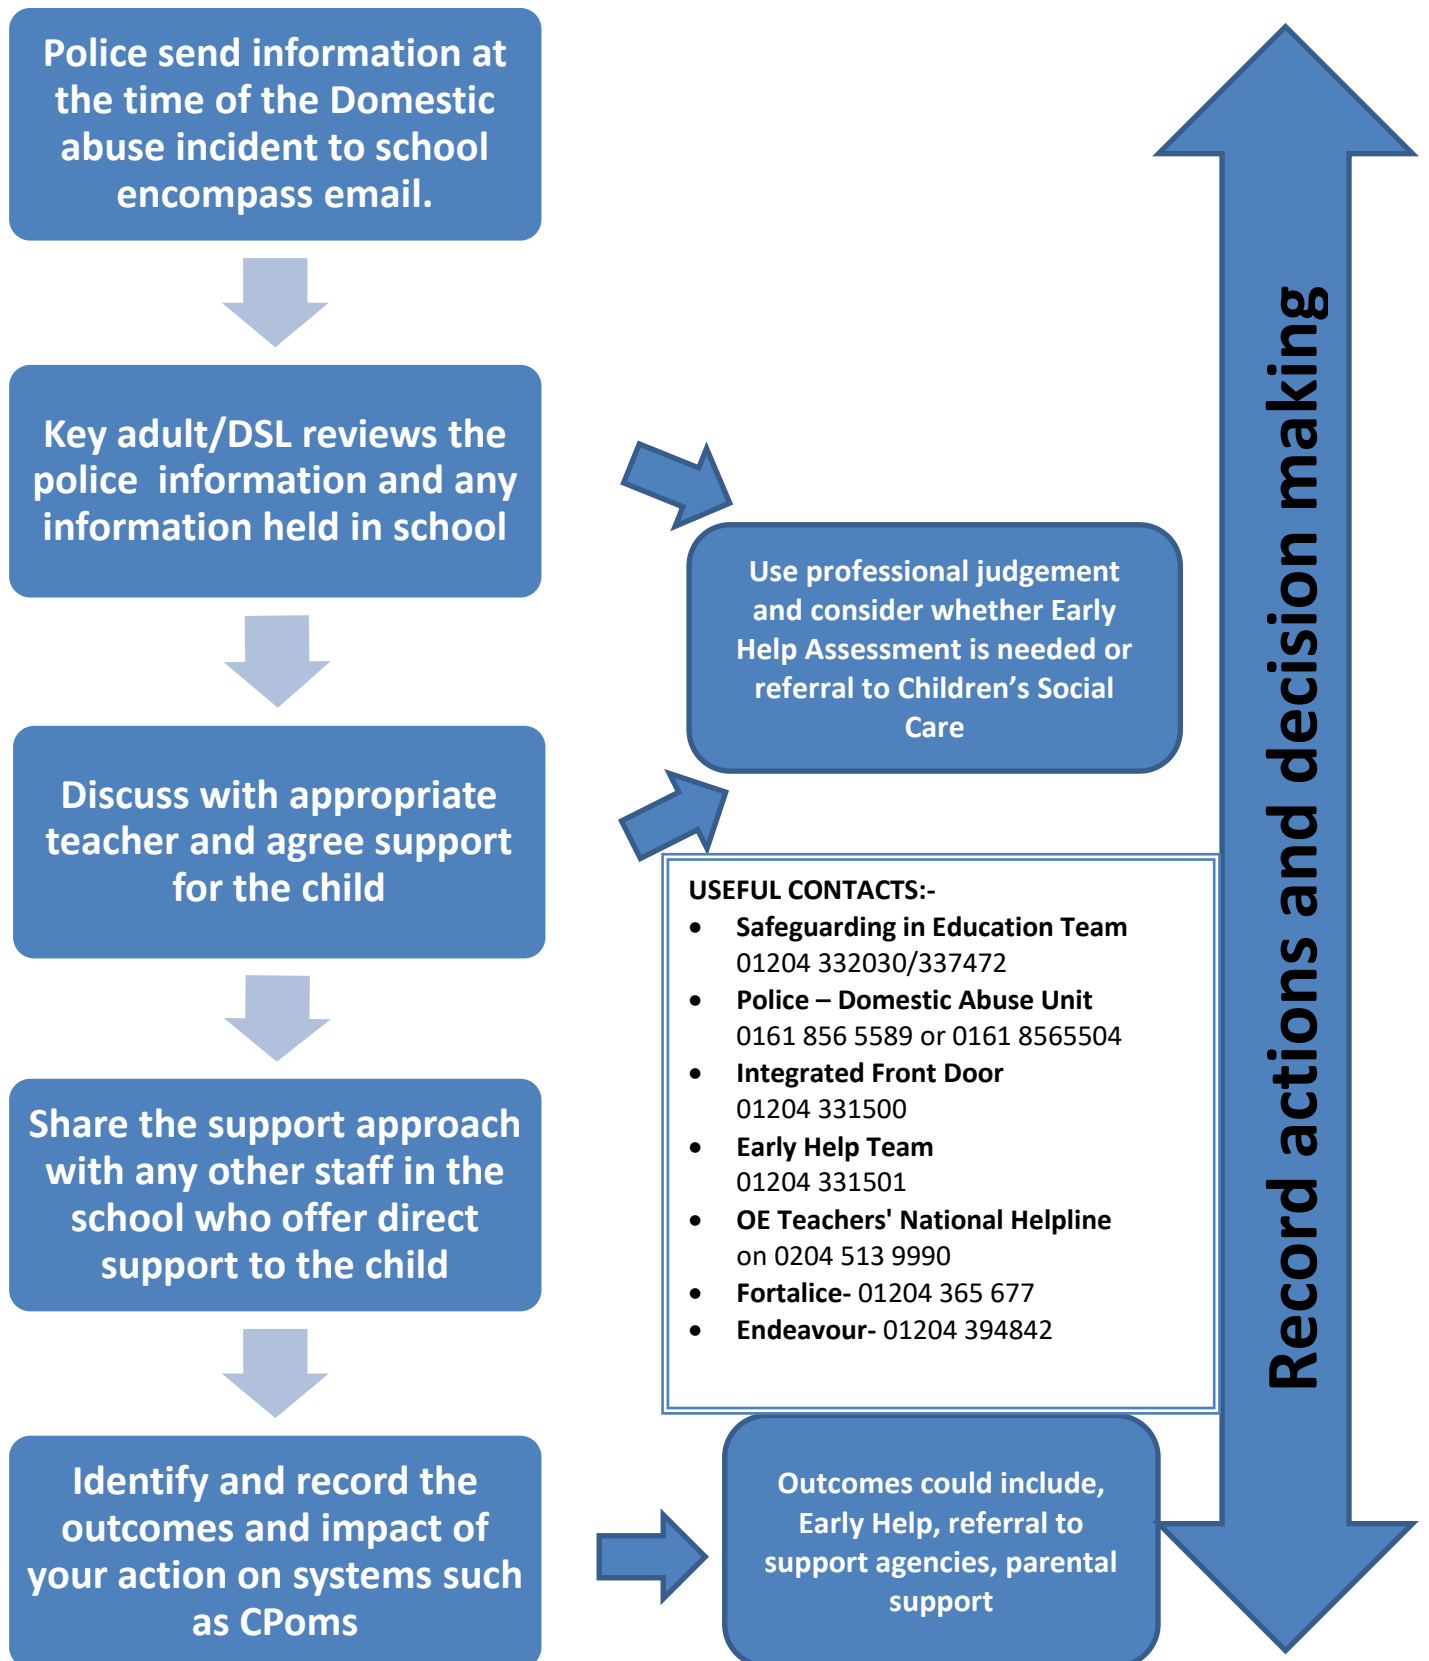 Police send information at
the time of the Domestic
abuse incident to school
encompass email.
Key adult/DSL reviews the
police information and any
information held in school
Use professional judgement
and consider whether Early
Help Assessment is needed or
referral to Children’s Social
Care
Discuss with appropriate
teacher and agree support
for the child
USEFUL CONTACTS:-
• Safeguarding in Education Team
01204 332030/337472
• Police – Domestic Abuse Unit
0161 856 5589 or 0161 8565504
• Integrated Front Door
01204 331500
• Early Help Team
01204 331501
• OE Teachers' National Helpline
on 0204 513 9990
• Fortalice- 01204 365 677
• Endeavour- 01204 394842
Share the support approach
with any other staff in the
school who offer direct
support to the child
Identify and record the
outcomes and impact of
your action on systems such
as CPoms
Outcomes could include,
Early Help, referral to
support agencies, parental
support
Record actions and decision making